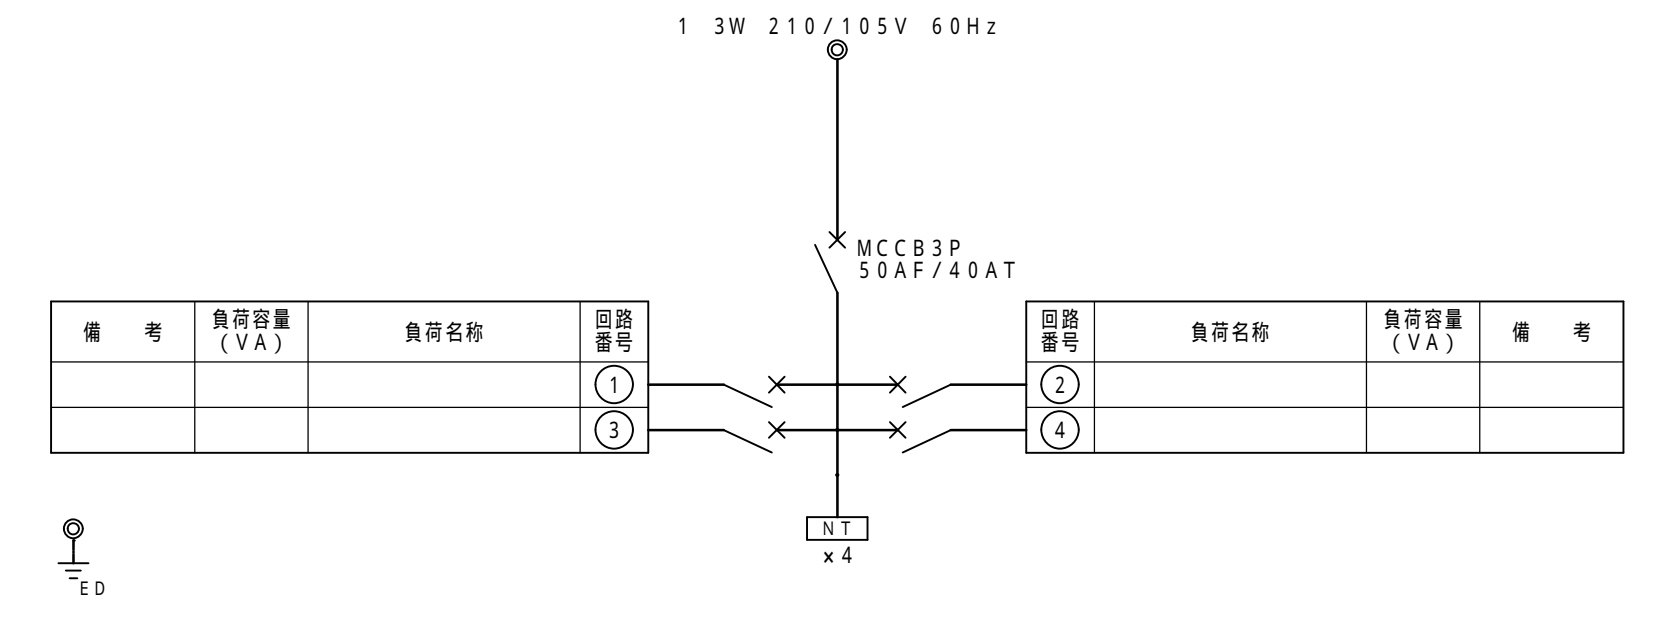 1 3W 210/105V 60Hz
MCCB3P
50AF/40AT
備 考
負荷容量
(VA)
負荷名称
回路
番号
回路
番号
負荷名称
負荷容量
(VA)
備 考
1
2
3
4
NT
×4
ED